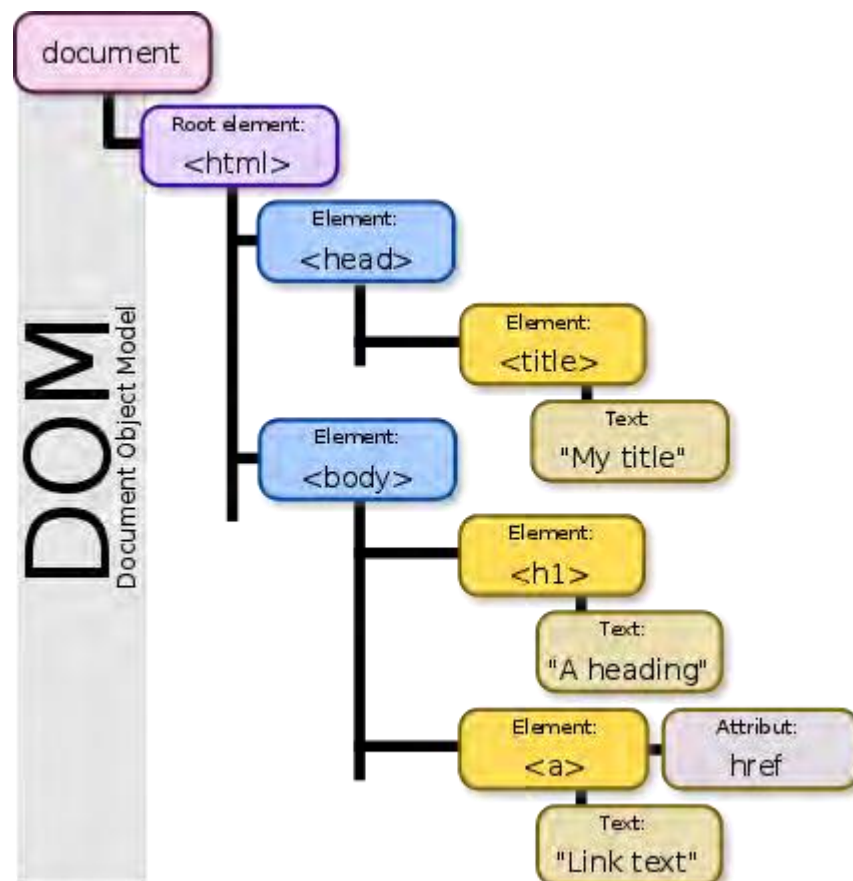 document
Root element:
<html>
Element:
<head>
Element:
<title>
Text
"My title"
Element:
<body>
Element:
<h1>
Text:
"A heading"
Element:
<a>
Attribut:
href
Text:
"Link text"
DOM
Document Object Model